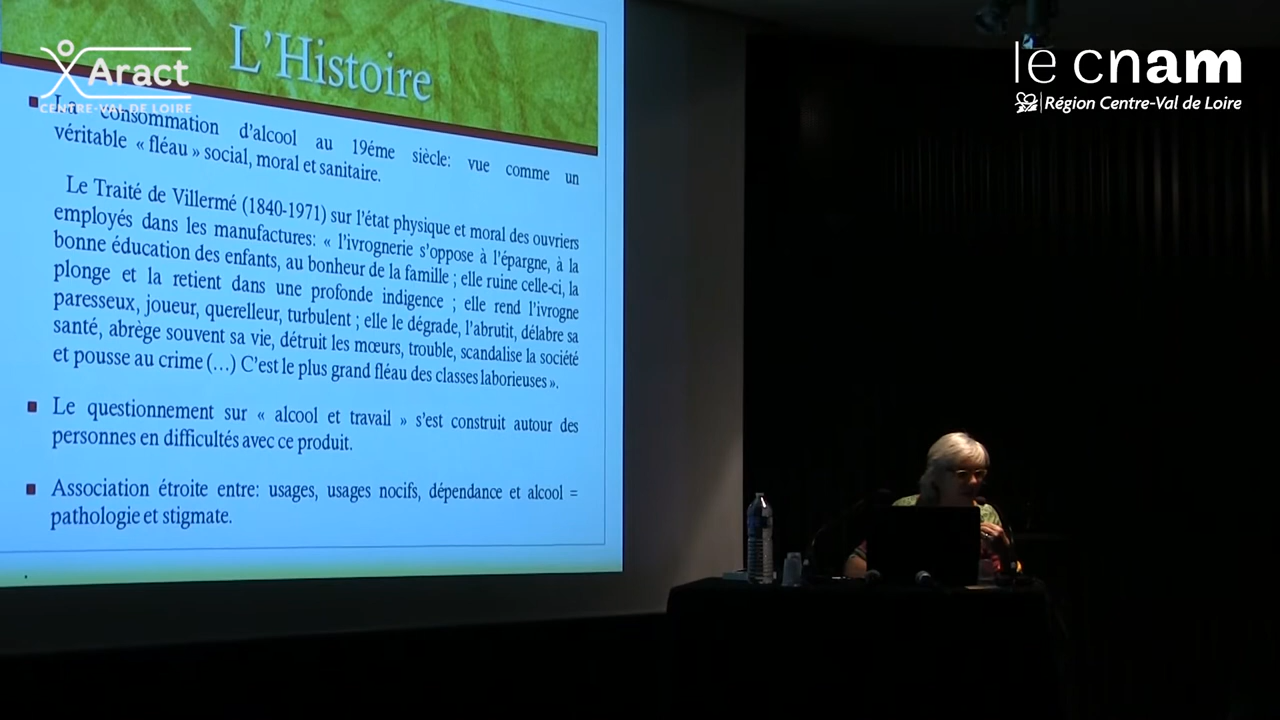 L'Histoire
Aract
CENTRE-VAL DE LOIRE
le cnam
Région Centre-Val de Loire
La consommation d'alcool au 19éme siècle: vue comme un
véritable « fléau » social, moral et sanitaire.
Le Traité de Villermé (1840-1971) sur l'état physique et moral des ouvriers
employés dans les manufactures: « l'ivrognerie s'oppose à l'épargne, à la
bonne éducation des enfants, au bonheur de la famille ; elle ruine celle-ci, la
plonge et la retient dans une profonde indigence ; elle rend l'ivrogne
paresseux, joueur, querelleur, turbulent ; elle le dégrade, l'abrutit, délabre sa
santé, abrège souvent sa vie, détruit les mœurs, trouble, scandalise la société
et pousse au crime (…) C'est le plus grand fléau des classes laborieuses ».
Le questionnement sur « alcool et travail » s'est construit autour des
personnes en difficultés avec ce produit.
Association étroite entre: usages, usages nocifs, dépendance et alcool =
pathologie et stigmate.